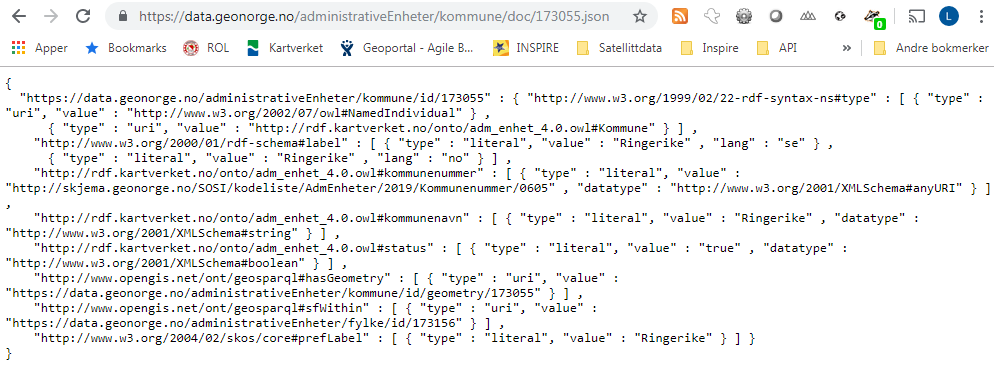 https://data.geonorge.no/administrativeEnheter/kommune/doc/173055.json
L
0
Apper
Bookmarks
ROL
Kartverket
Geoportal - Agile B...
INSPIRE
Satellittdata
Inspire
API
»
Andre bokmerker
{
"https://data.geonorge.no/administrativeEnheter/kommune/id/173055" : { "http://www.w3.org/1999/02/22-rdf-syntax-ns#type" : [ { "type" :
"uri", "value" : "http://www.w3.org/2002/07/owl#NamedIndividual" } ,
{ "type" : "uri", "value" : "http://rdf.kartverket.no/onto/adm_enhet_4.0.owl#Kommune" } ] ,
"http://www.w3.org/2000/01/rdf-schema#label" : [ { "type" : "literal", "value" : "Ringerike" , "lang" : "se" } ,
{ "type" : "literal", "value" : "Ringerike" , "lang" : "no" } ] ,
"http://rdf.kartverket.no/onto/adm_enhet_4.0.owl#kommunenummer" : [ { "type" : "literal", "value" :
"http://skjema.geonorge.no/SOSI/kodeliste/AdmEnheter/2019/Kommunenummer/0605" , "datatype" : "http://www.w3.org/2001/XMLSchema#anyURI" } ]
,
"http://rdf.kartverket.no/onto/adm_enhet_4.0.owl#kommunenavn" : [ { "type" : "literal", "value" : "Ringerike" , "datatype" :
"http://www.w3.org/2001/XMLSchema#string" } ] ,
"http://rdf.kartverket.no/onto/adm_enhet_4.0.owl#status" : [ { "type" : "literal", "value" : "true" , "datatype" :
"http://www.w3.org/2001/XMLSchema#boolean" } ] ,
"http://www.opengis.net/ont/geosparql#hasGeometry" : [ { "type" : "uri", "value" :
"https://data.geonorge.no/administrativeEnheter/kommune/id/geometry/173055" } ] ,
"http://www.opengis.net/ont/geosparql#sfWithin" : [ { "type" : "uri", "value" :
"https://data.geonorge.no/administrativeEnheter/fylke/id/173156" } ] ,
"http://www.w3.org/2004/02/skos/core#prefLabel" : [ { "type" : "literal", "value" : "Ringerike" } ] }
}